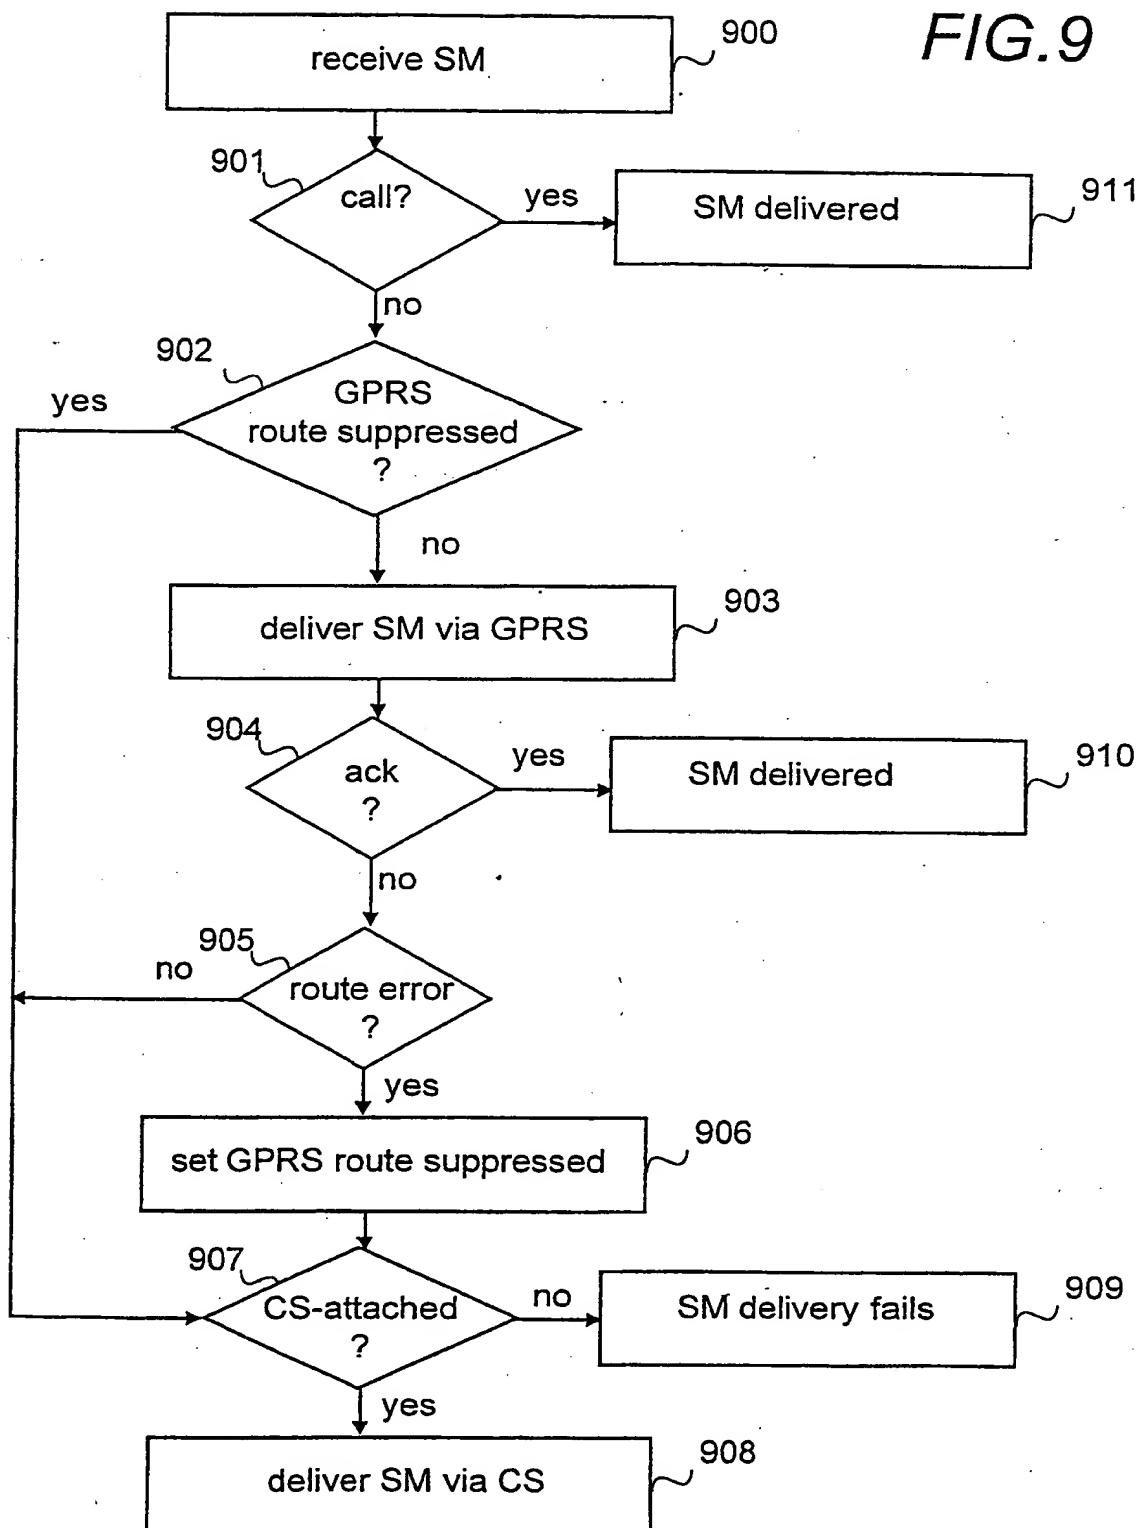 FIG.9
receive SM
900
901
call?
yes
SM delivered
911
no
902
GPRS
route suppressed
?
yes
no
deliver SM via GPRS
903
904
ack
?
yes
SM delivered
910
no
905
route error
?
no
yes
set GPRS route suppressed
906
907
CS-attached
?
no
SM delivery fails
909
yes
deliver SM via CS
908